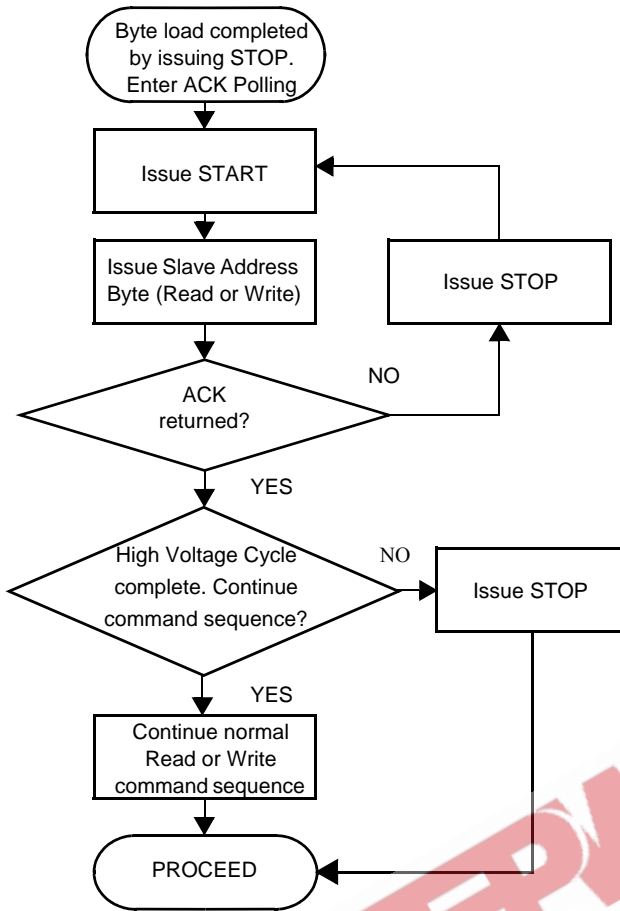 Byte load completed
by issuing STOP.
Enter ACK Polling
Issue START
Issue Slave Address
Byte (Read or Write)
Issue STOP
ACK
returned?
NO
YES
High Voltage Cycle
complete. Continue
command sequence?
NO
Issue STOP
YES
Continue normal
Read or Write
command sequence
PROCEED